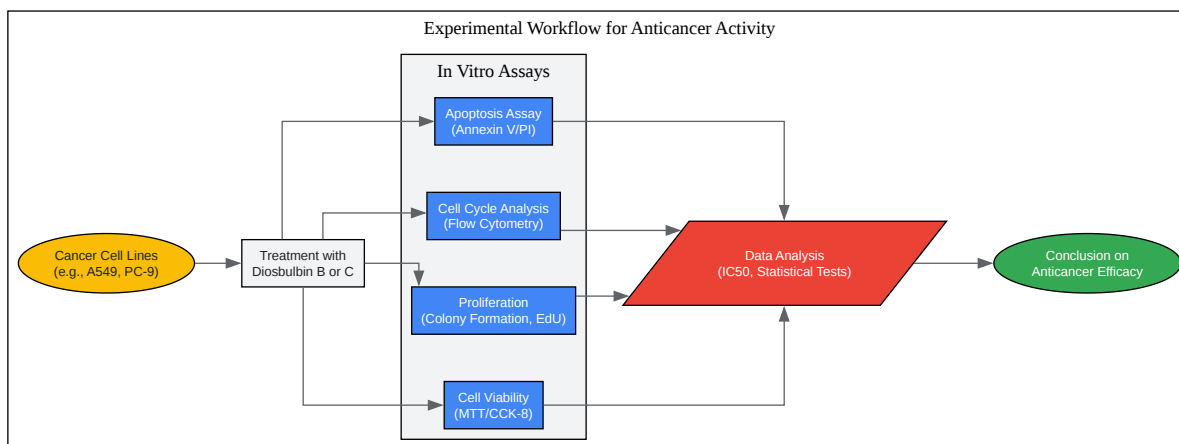 Experimental Workflow for Anticancer Activity
In Vitro Assays
Apoptosis Assay
(Annexin V/PI)
Cell Cycle Analysis
(Flow Cytometry)
Cancer Cell Lines
(e.g., A549, PC-9)
Treatment with
Diosbulbin B or C
Data Analysis
(IC50, Statistical Tests)
Conclusion on
Anticancer Efficacy
Proliferation
(Colony Formation, EdU)
Cell Viability
(MTT/CCK-8)